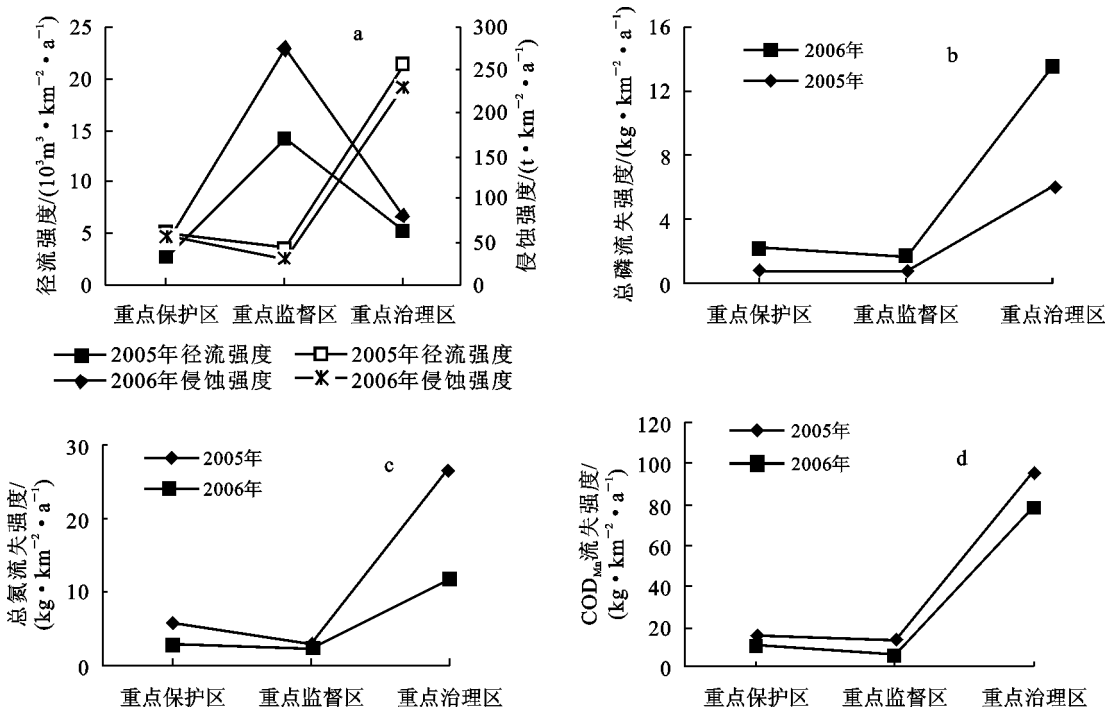 a
径流强度/(10³m³·km⁻²·a⁻¹)
25
20
15
10
5
0
侵蚀强度/(t·km⁻²·a⁻¹)
300
250
200
150
100
50
0
重点保护区 重点监督区 重点治理区
2005年径流强度 2005年径流强度
2006年侵蚀强度 2006年侵蚀强度
b
总磷流失强度/(kg·km⁻²·a⁻¹)
16
12
8
4
0
2006年
2005年
重点保护区 重点监督区 重点治理区
c
总氮流失强度/
(kg·km⁻²·a⁻¹)
30
20
10
0
2005年
2006年
重点保护区 重点监督区 重点治理区
d
COD_Mn流失强度/
(kg·km⁻²·a⁻¹)
120
100
80
60
40
20
0
2005年
2006年
重点保护区 重点监督区 重点治理区